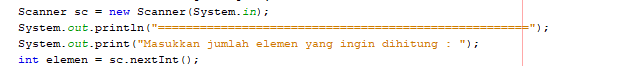 Scanner sc = new Scanner(System.in);
System.out.println("=====================================================");
System.out.print("Masukkan jumlah elemen yang ingin dihitung : ");
int elemen = sc.nextInt();